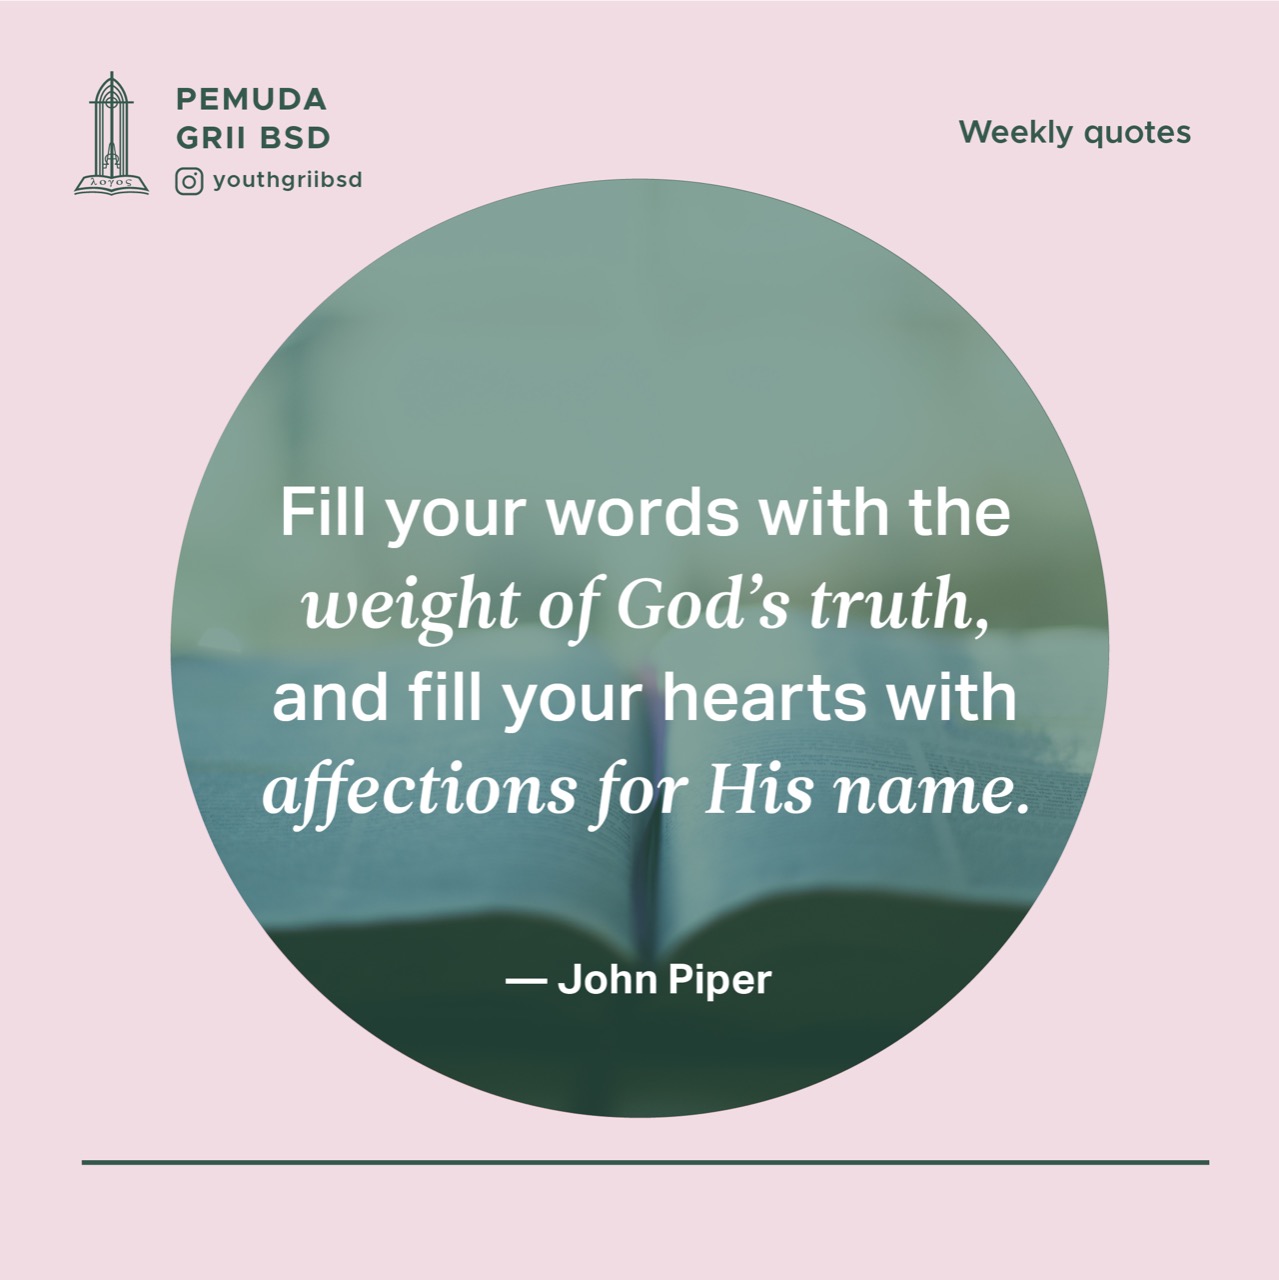 PEMUDA
GRII BSD
youthgriibsd
λογος
Weekly quotes
Fill your words with the
weight of God’s truth,
and fill your hearts with
affections for His name.
— John Piper